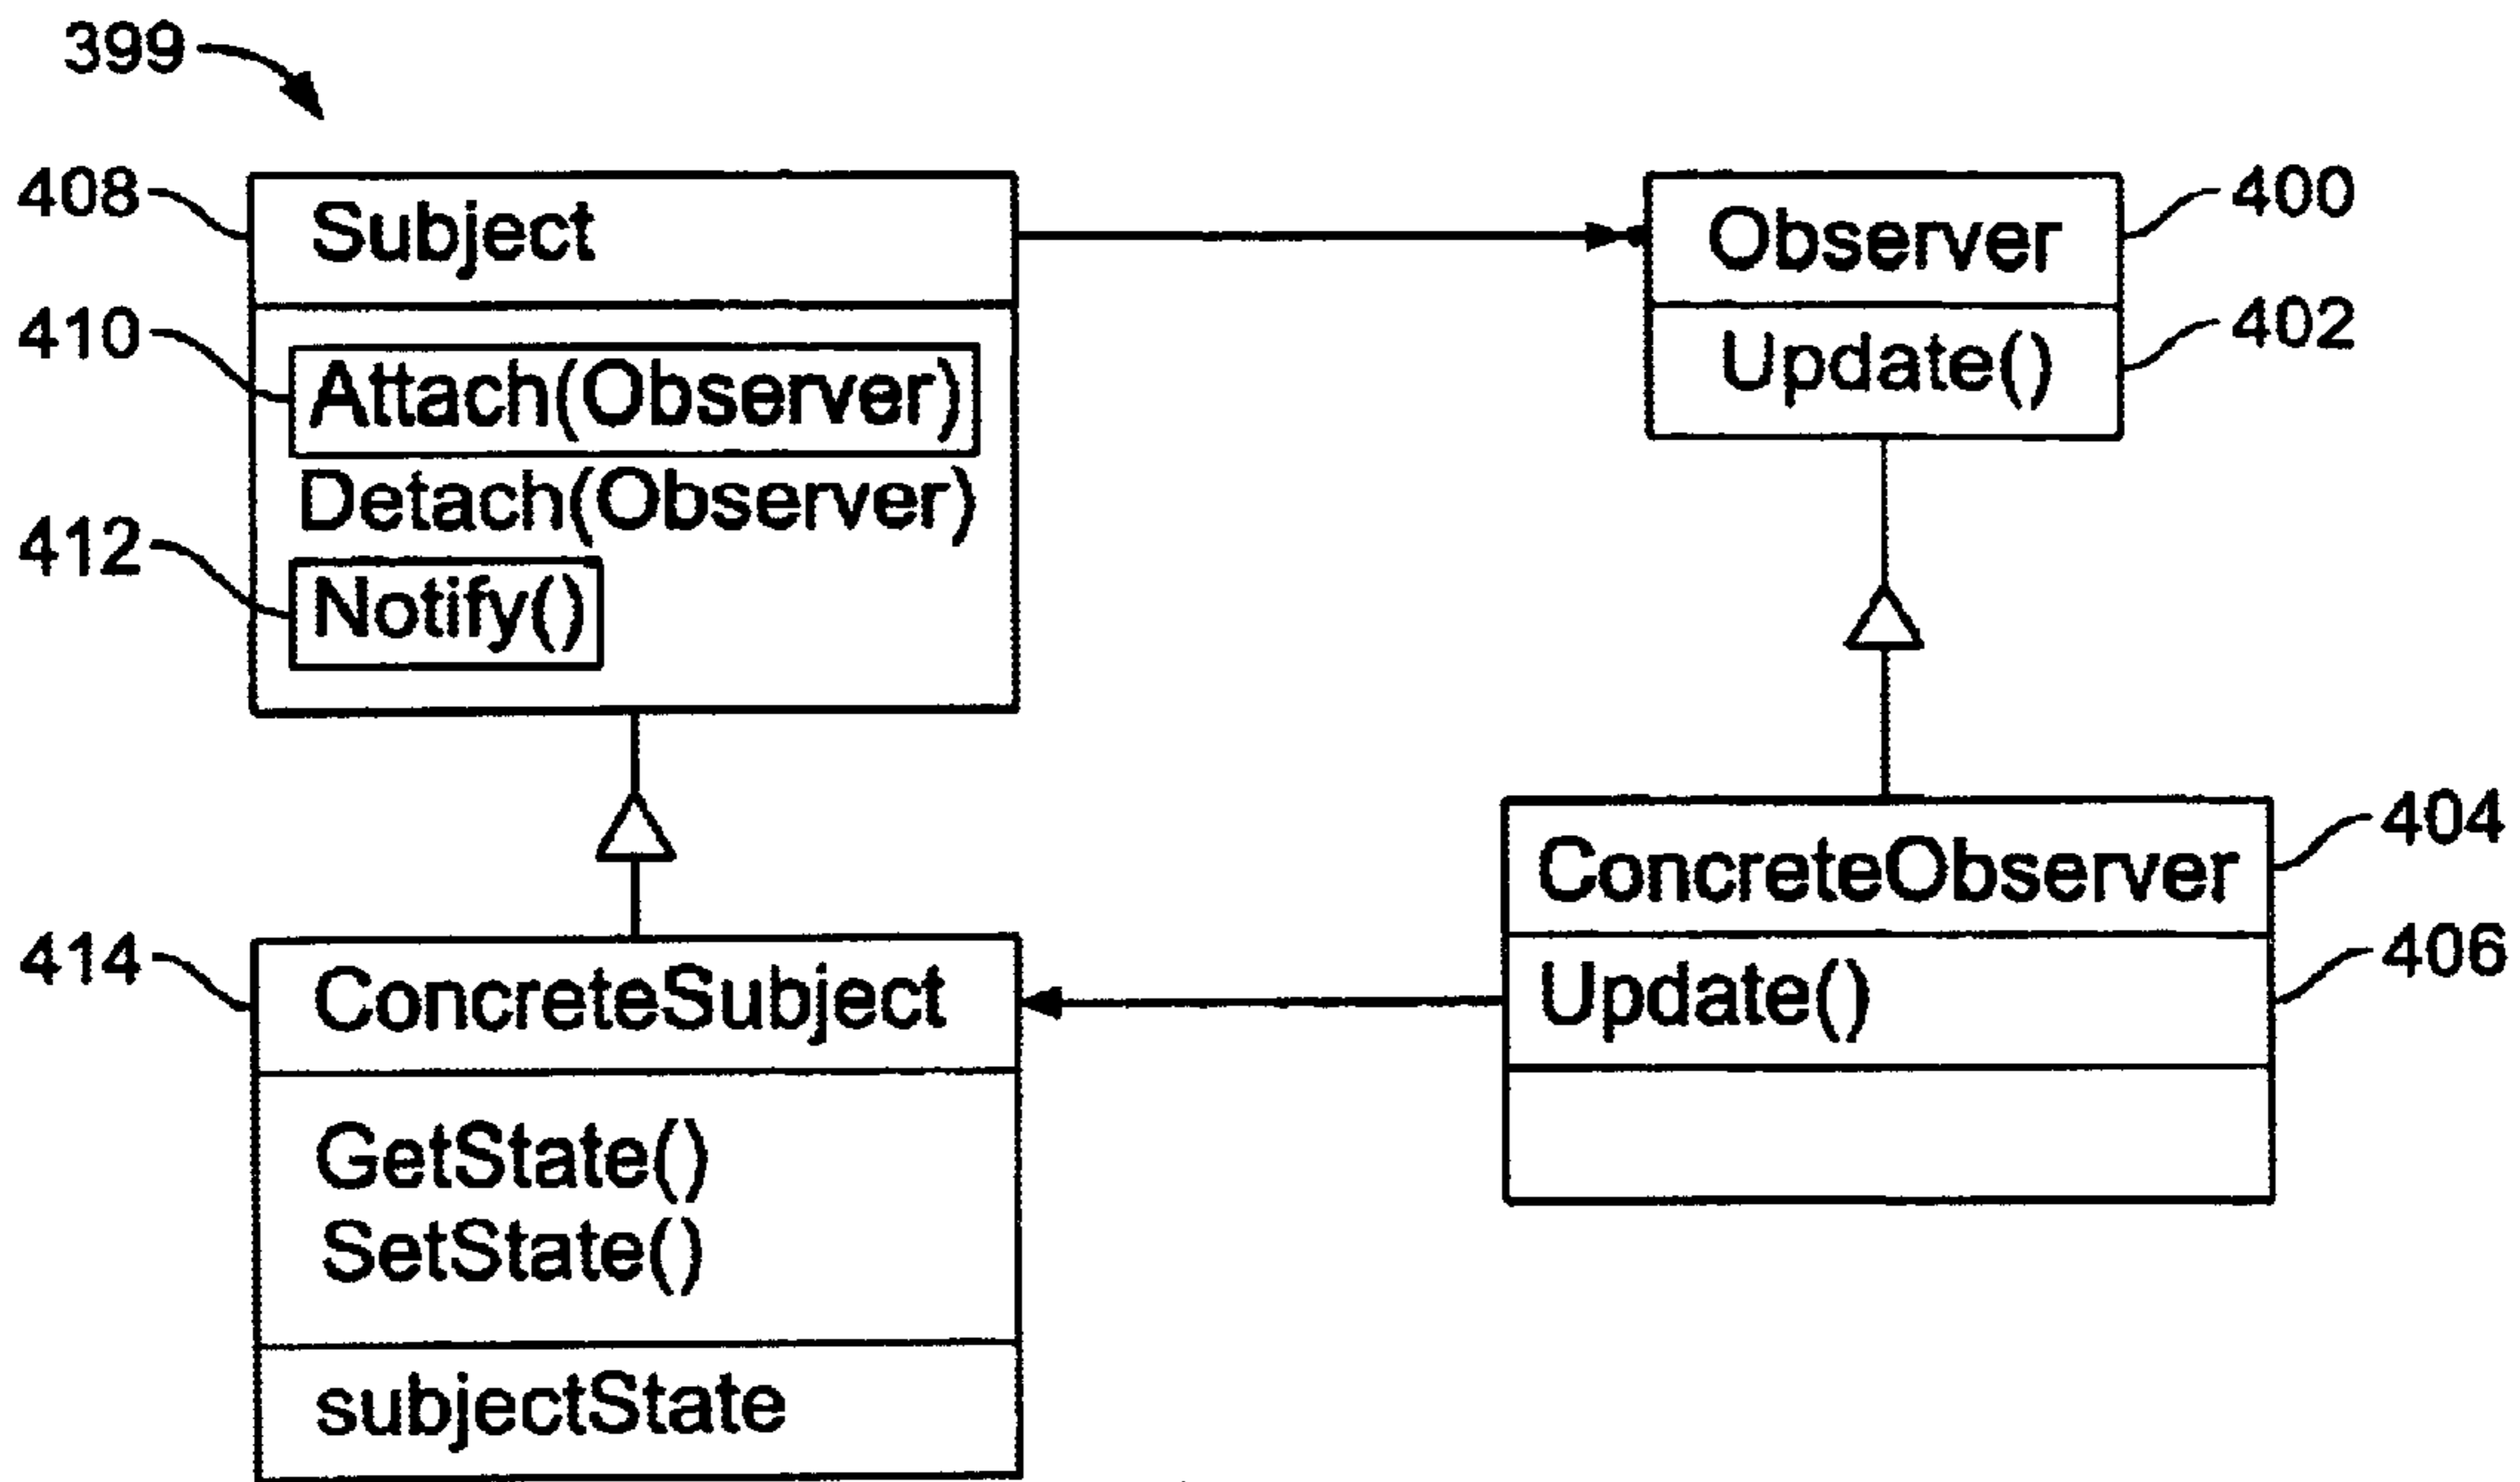 399
408
Subject
Observer
400
410
Attach(Observer)
Update()
402
Detach(Observer)
412
Notify()
ConcreteObserver
404
414
ConcreteSubject
Update()
406
GetState()
SetState()
subjectState